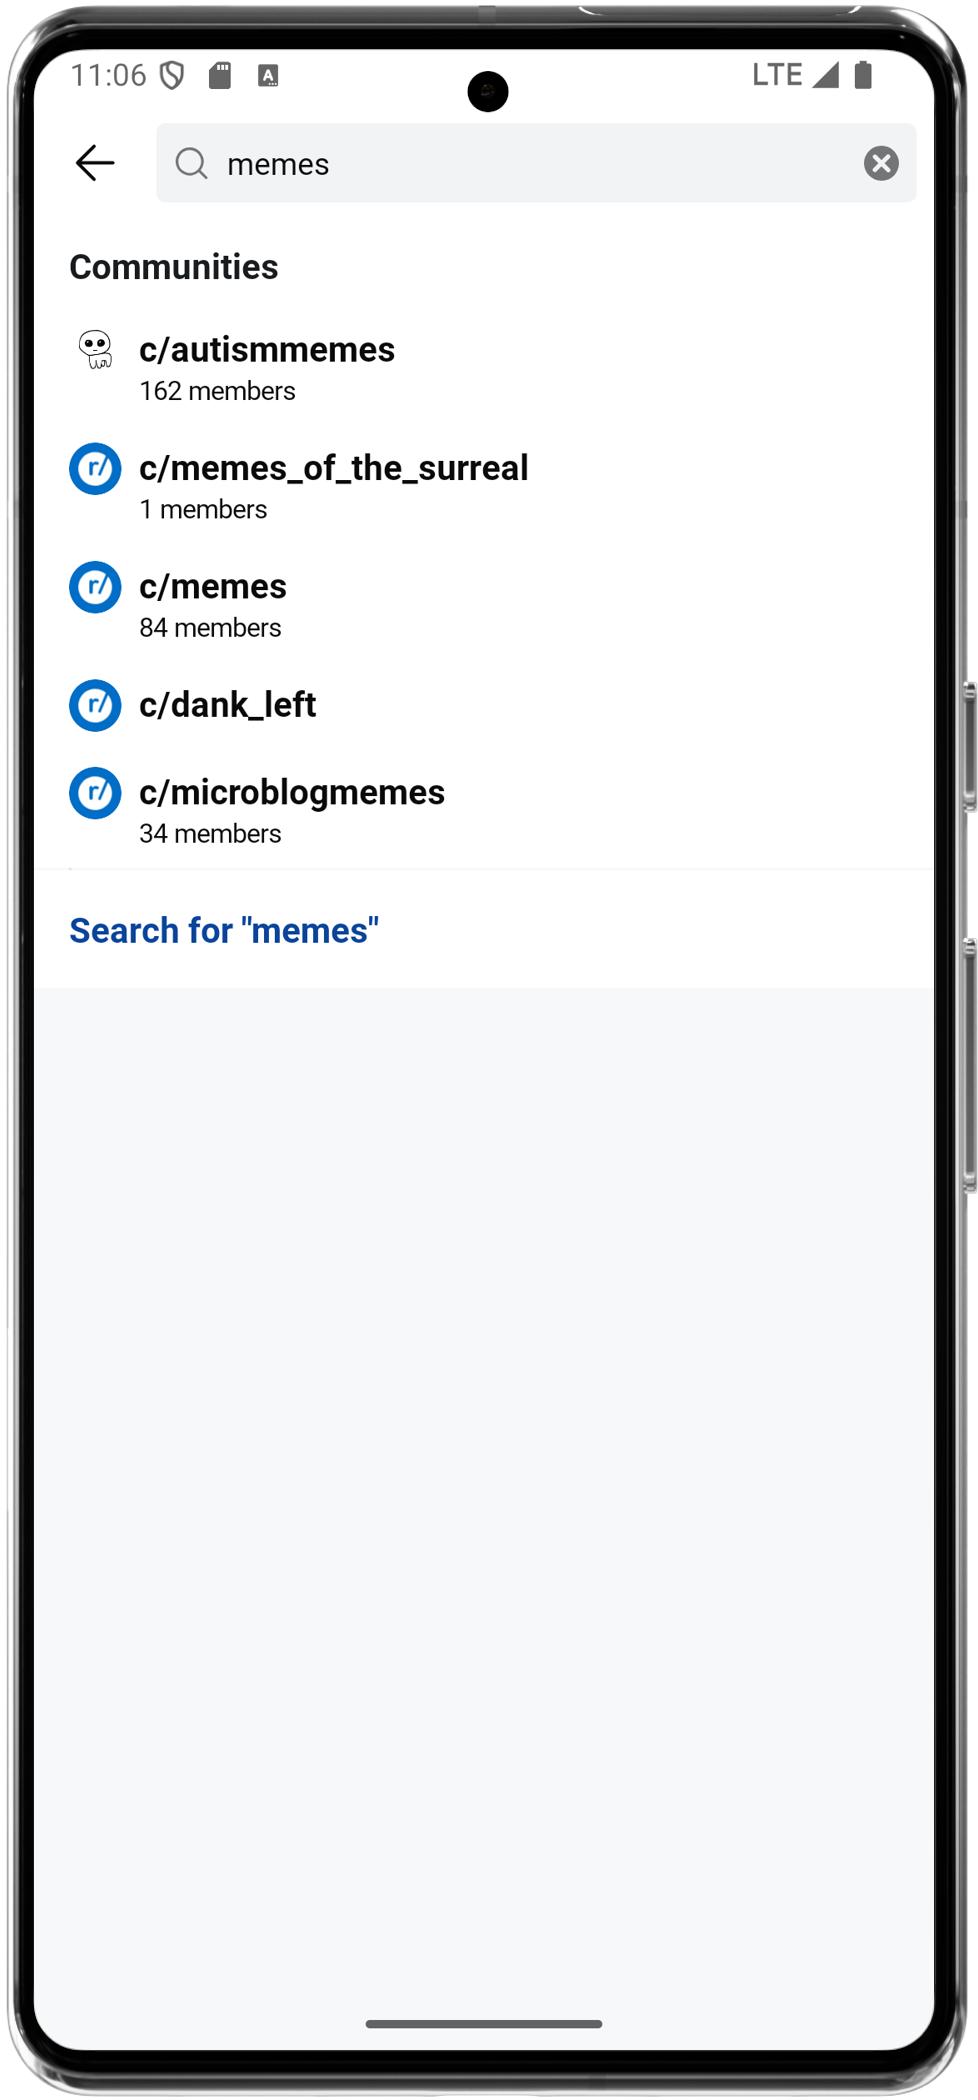 11:06
LTE
memes
Communities
c/autismmemes
162 members
r/
c/memes_of_the_surreal
1 members
r/
c/memes
84 members
r/
c/dank_left
r/
c/microblogmemes
34 members
Search for "memes"